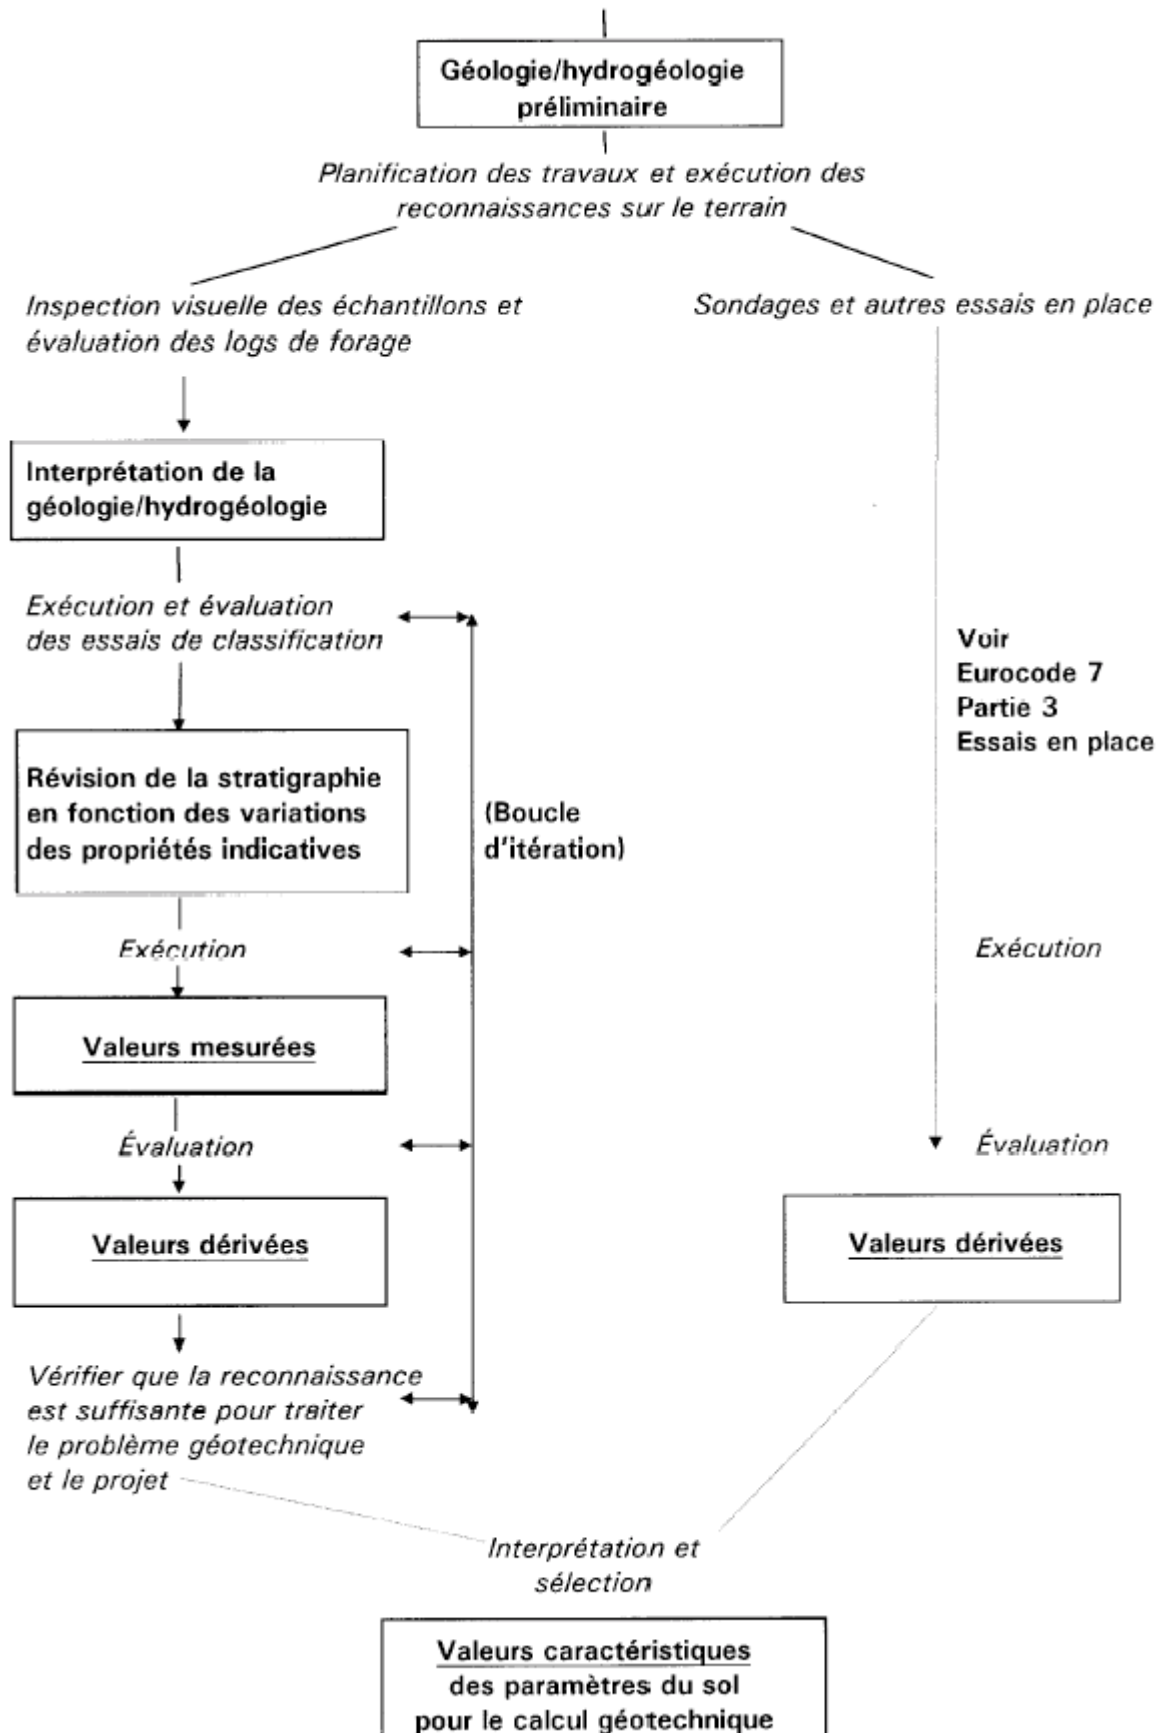 Géologie/hydrogéologie
préliminaire
Planification des travaux et exécution des
reconnaissances sur le terrain
Inspection visuelle des échantillons et
évaluation des logs de forage
Sondages et autres essais en place
Interprétation de la
géologie/hydrogéologie
Exécution et évaluation
des essais de classification
Voir
Eurocode 7
Partie 3
Essais en place
Révision de la stratigraphie
en fonction des variations
des propriétés indicatives
(Boucle
d'itération)
Exécution
Exécution
Valeurs mesurées
Évaluation
Évaluation
Valeurs dérivées
Valeurs dérivées
Vérifier que la reconnaissance
est suffisante pour traiter
le problème géotechnique
et le projet
Interprétation et
sélection
Valeurs caractéristiques
des paramètres du sol
pour le calcul géotechnique